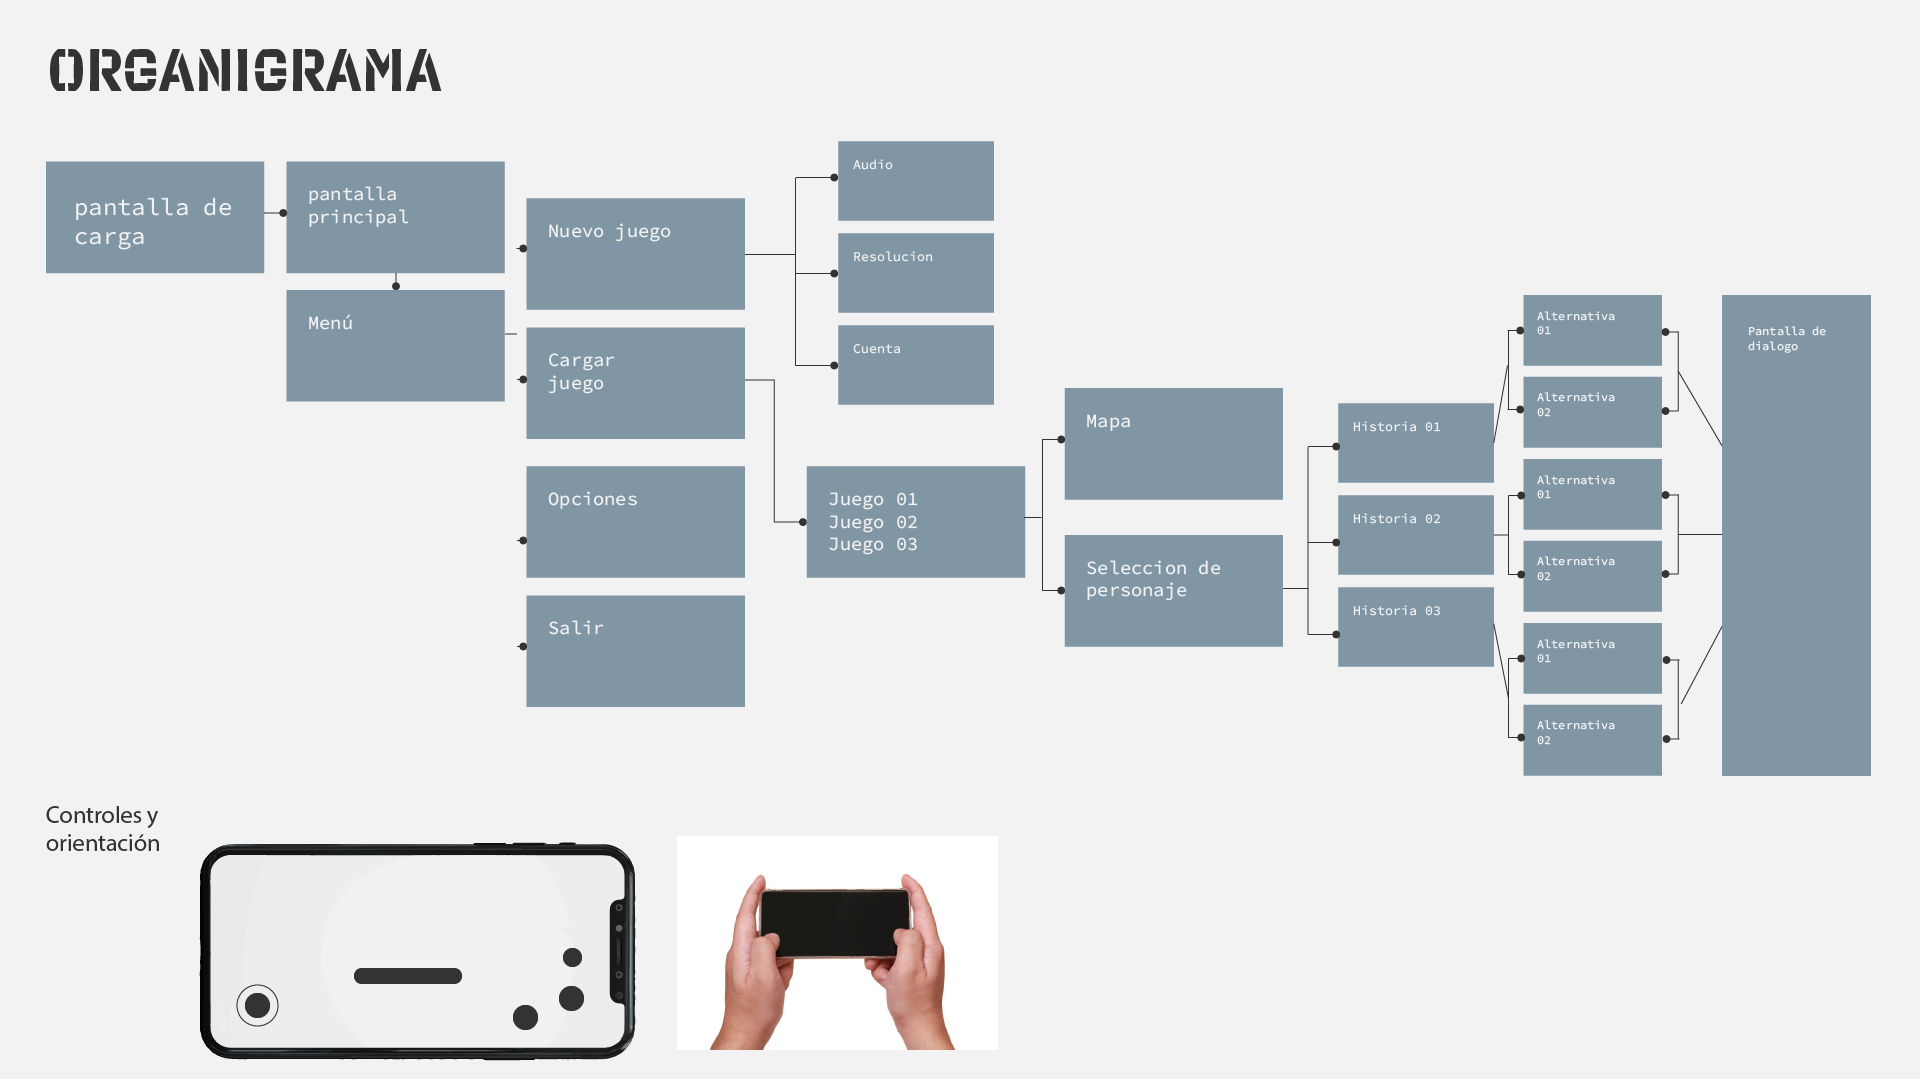 ORGANIGRAMA
pantalla de
carga
pantalla
principal
Menú
Nuevo juego
Cargar
juego
Opciones
Salir
Audio
Resolucion
Cuenta
Juego 01
Juego 02
Juego 03
Mapa
Seleccion de
personaje
Historia 01
Historia 02
Historia 03
Alternativa
01
Alternativa
02
Alternativa
01
Alternativa
02
Alternativa
01
Alternativa
02
Pantalla de
dialogo
Controles y
orientación